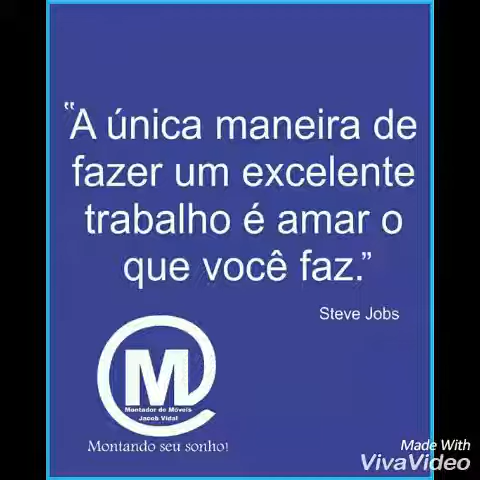 “A única maneira de
fazer um excelente
trabalho é amar o
que você faz.”
Steve Jobs
M
Montador de Móveis
Jacob Vidal
Montando seu sonho!
Made With
VivaVideo